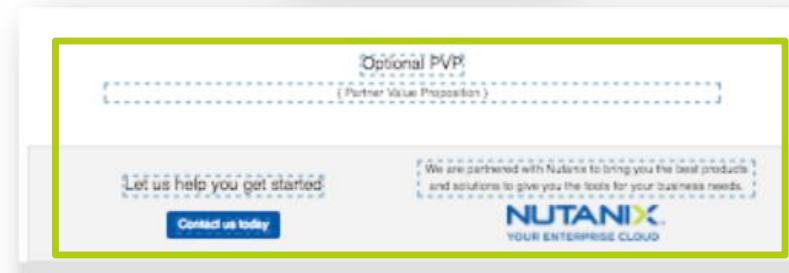 Optional PVP
{ Partner Value Proposition }
Let us help you get started
Contact us today
We are partnered with Nutanix to bring you the best products
and solutions to give you the tools for your business needs.
NUTANIX
YOUR ENTERPRISE CLOUD